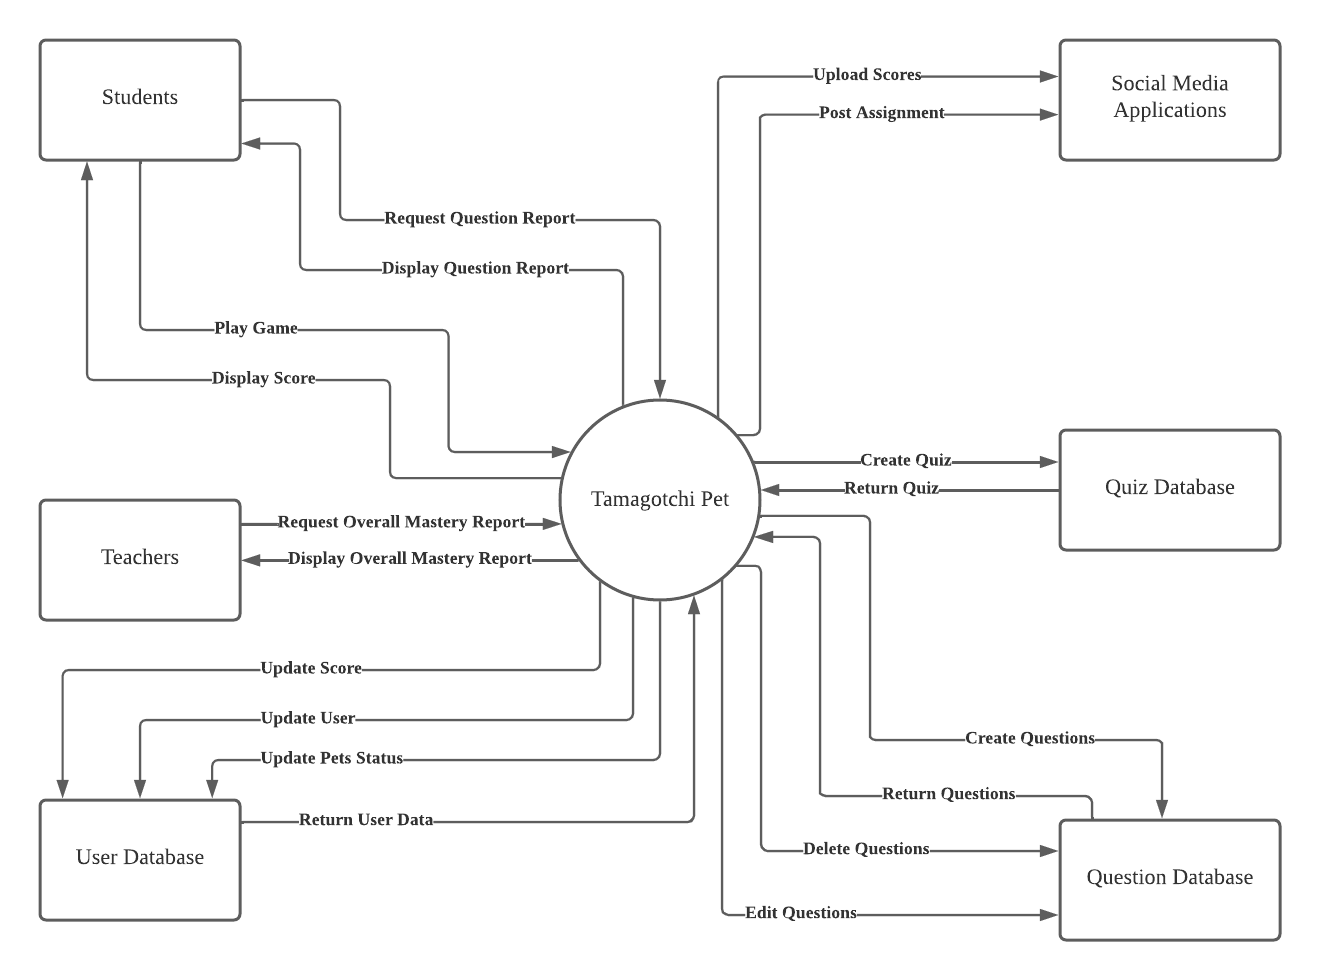 Students
Upload Scores
Social Media
Applications
Post Assignment
Request Question Report
Display Question Report
Play Game
Display Score
Create Quiz
Return Quiz
Quiz Database
Tamagotchi Pet
Request Overall Mastery Report
Teachers
Display Overall Mastery Report
Update Score
Update User
Update Pets Status
Return User Data
User Database
Create Questions
Return Questions
Delete Questions
Question Database
Edit Questions